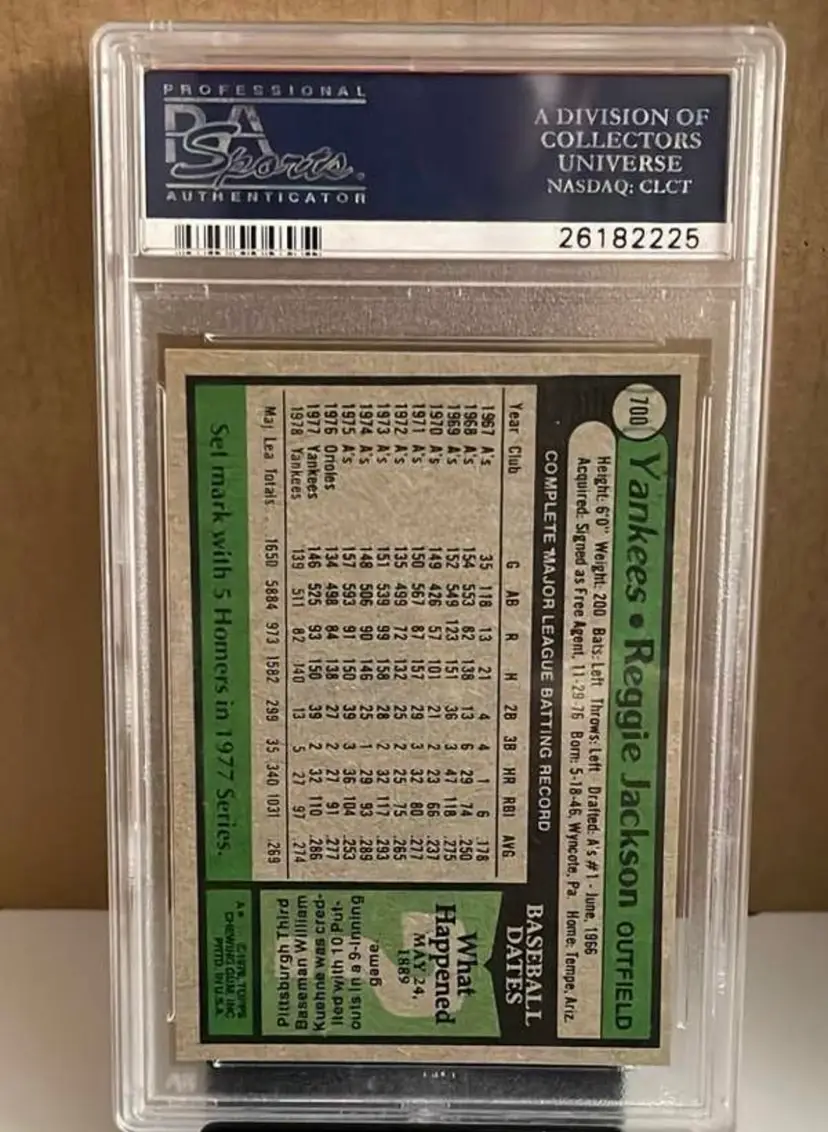 PROFESSIONAL
PSA
Sports.
AUTHENTICATOR
A DIVISION OF
COLLECTORS
UNIVERSE
NASDAQ: CLCT
26182225
700
Yankees • Reggie Jackson OUTFIELD
Height: 6'0" Weight: 200 Bats: Left Throws: Left Drafted: A's #1 - June, 1966
Acquired: Signed as Free Agent, 11-29-76 Born: 5-18-46, Wyncote, Pa. Home: Tempe, Ariz.
COMPLETE MAJOR LEAGUE BATTING RECORD
Year Club G AB R H 2B 3B HR RBI AVG
1967 A's 35 118 13 21 4 4 1 6 .178
1968 A's 154 553 82 138 13 6 29 74 .250
1969 A's 152 549 123 151 36 3 47 118 .275
1970 A's 149 426 57 101 21 2 23 66 .237
1971 A's 150 567 87 157 29 3 32 80 .277
1972 A's 135 499 72 132 25 2 25 75 .265
1973 A's 151 539 99 158 28 2 32 117 .293
1974 A's 148 506 90 146 25 1 29 93 .289
1975 A's 157 593 91 150 39 3 36 104 .253
1976 Orioles 134 498 84 138 27 2 27 91 .277
1977 Yankees 146 525 93 150 39 2 32 110 .286
1978 Yankees 139 511 82 140 13 5 27 97 .274
Maj. Lea. Totals 1650 5884 973 1582 299 35 340 1031 .269
Set mark with 5 Homers in 1977 Series.
BASEBALL
DATES
What
Happened
MAY 24,
1889
Pittsburgh Third
Baseman William
Kuehne was cred-
ited with 10 Put-
outs in a 9-inning
game.
A* © 1979, TOPPS
CHEWING GUM, INC.
PRTD. IN U.S.A.